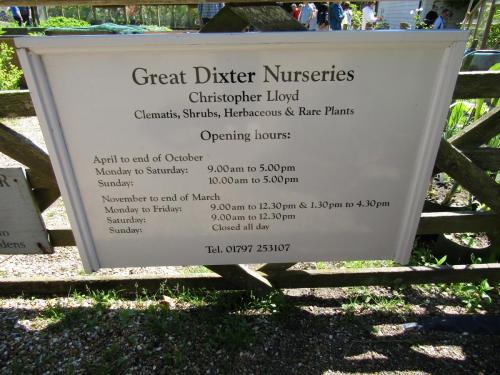 Great Dixter Nurseries
Christopher Lloyd
Clematis, Shrubs, Herbaceous & Rare Plants
Opening hours:
April to end of October
Monday to Saturday: 9.00am to 5.00pm
Sunday: 10.00am to 5.00pm
November to end of March
Monday to Friday: 9.00am to 12.30pm & 1.30pm to 4.30pm
Saturday: 9.00am to 12.30pm
Sunday: Closed all day
Tel. 01797 253107